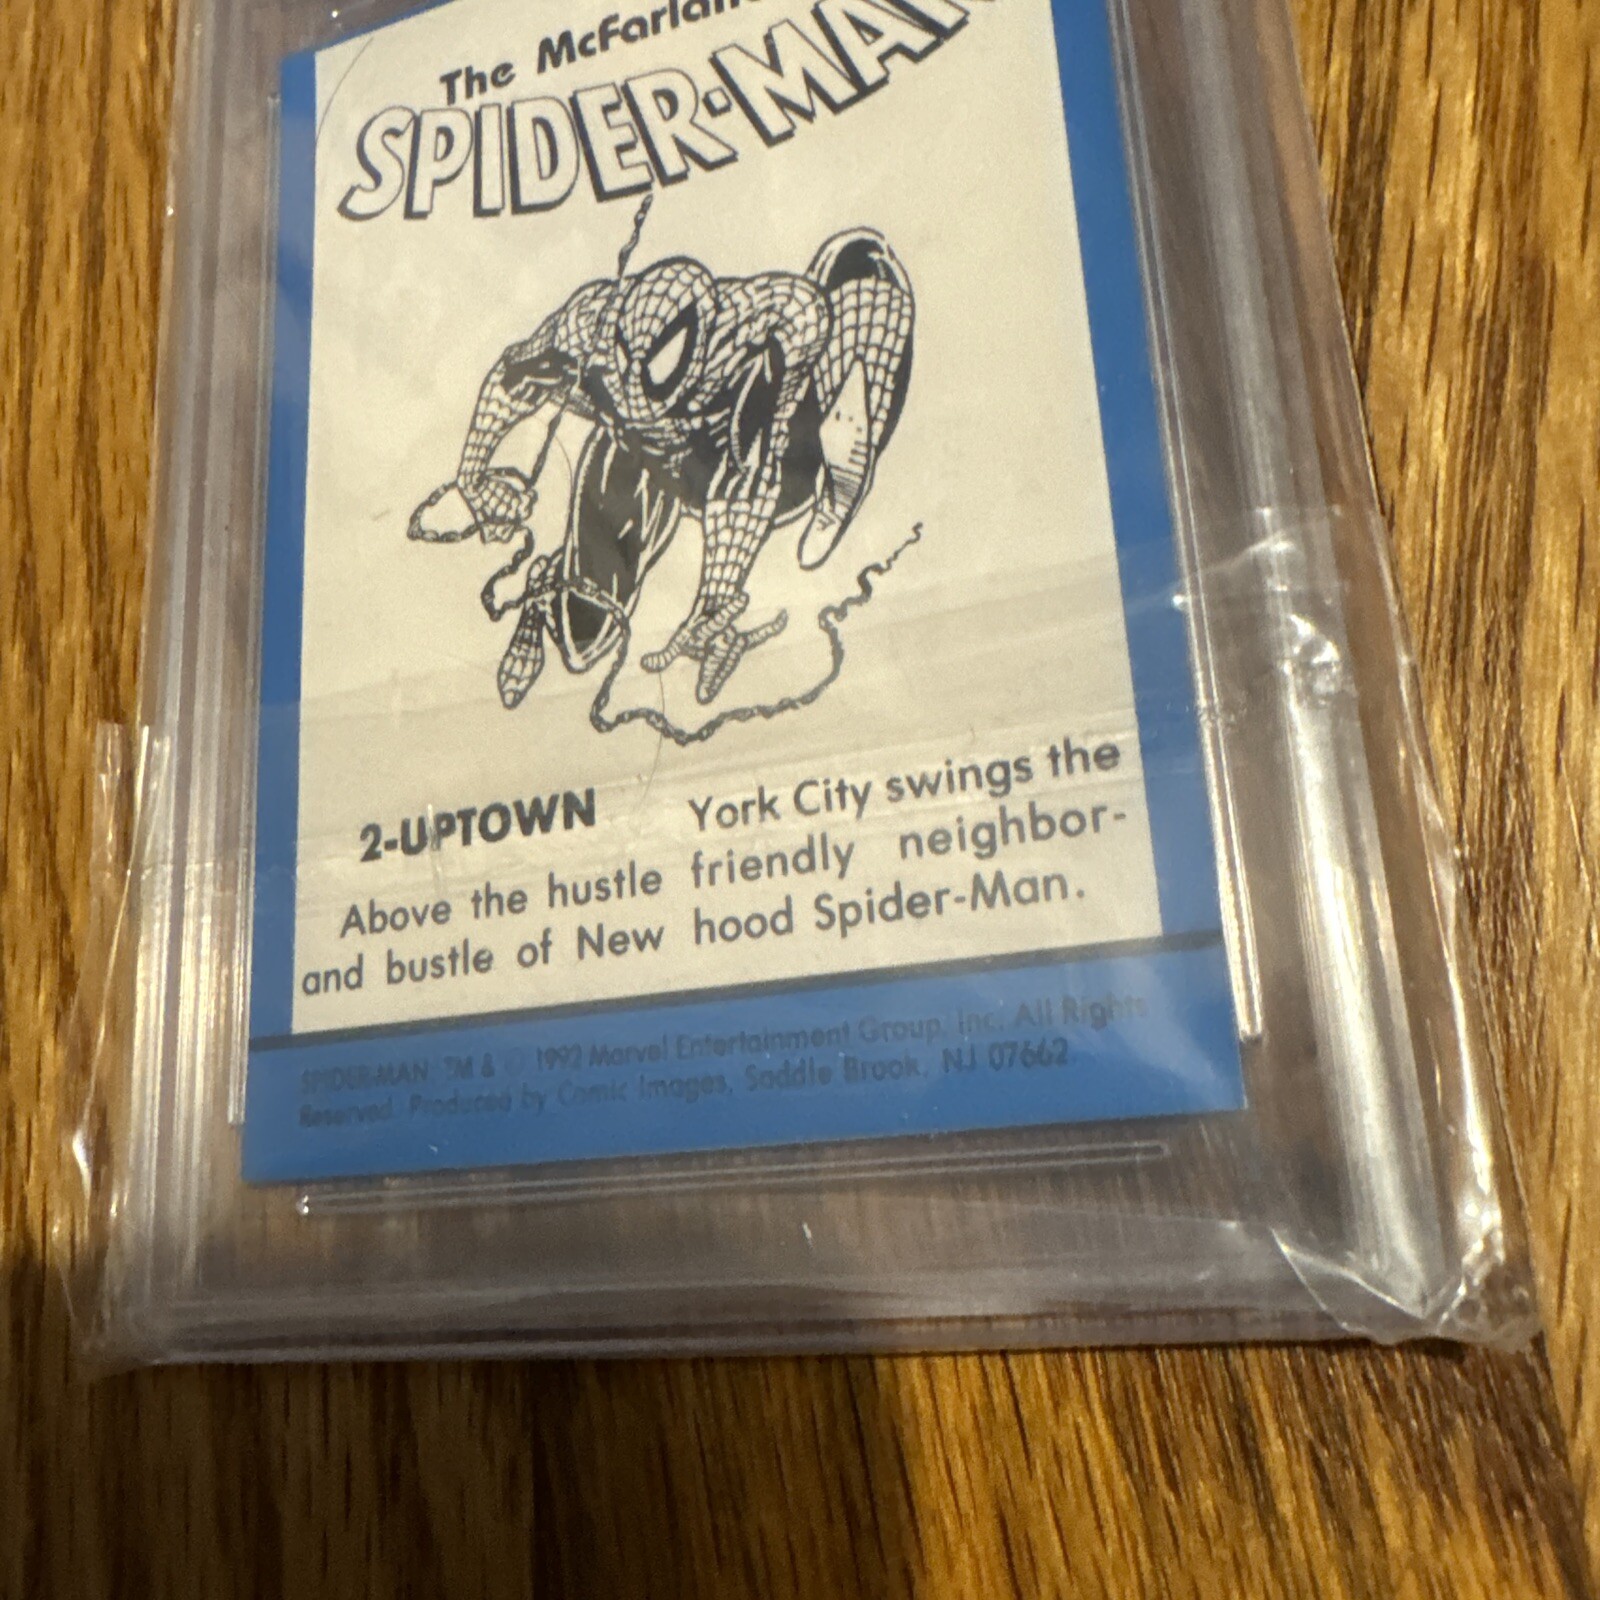 The McFarlan
SPIDER-MAN
2-UPTOWN
Above the hustle
and bustle of New
York City swings the
friendly neighbor-
hood Spider-Man.
SPIDER-MAN TM & © 1992 Marvel Entertainment Group, Inc. All Rights
Reserved. Produced by Comic Images, Saddle Brook, NJ 07662